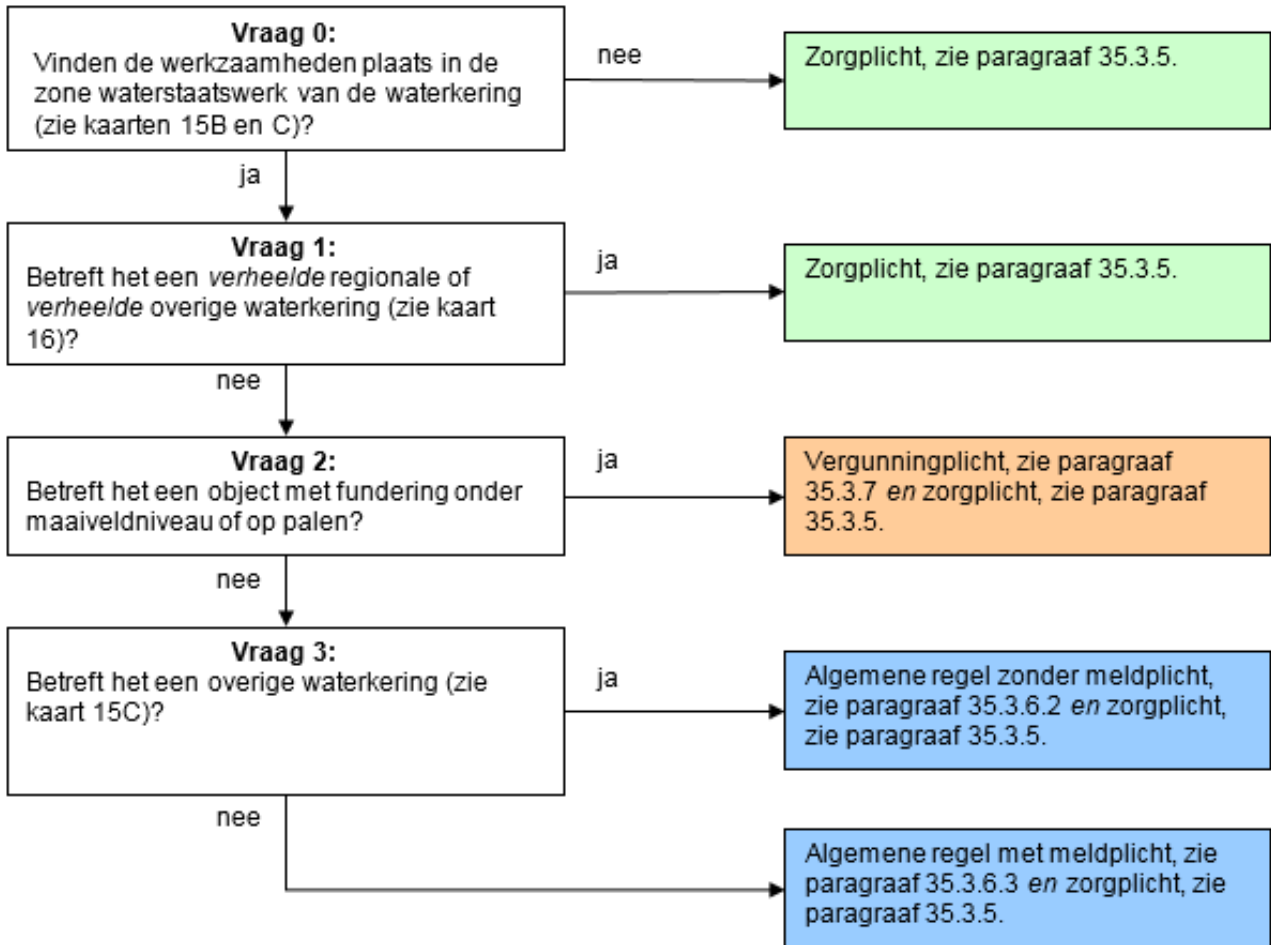 Vraag 0:
Vinden de werkzaamheden plaats in de
zone waterstaatswerk van de waterkering
(zie kaarten 15B en C)?
nee
Zorgplicht, zie paragraaf 35.3.5.
ja
Vraag 1:
Betreft het een verheelde regionale of
verheelde overige waterkering (zie kaart
16)?
ja
Zorgplicht, zie paragraaf 35.3.5.
nee
Vraag 2:
Betreft het een object met fundering onder
maaiveldniveau of op palen?
ja
Vergunningplicht, zie paragraaf
35.3.7 en zorgplicht, zie paragraaf
35.3.5.
nee
Vraag 3:
Betreft het een overige waterkering (zie
kaart 15C)?
ja
Algemene regel zonder meldplicht,
zie paragraaf 35.3.6.2 en zorgplicht,
zie paragraaf 35.3.5.
nee
Algemene regel met meldplicht, zie
paragraaf 35.3.6.3 en zorgplicht, zie
paragraaf 35.3.5.